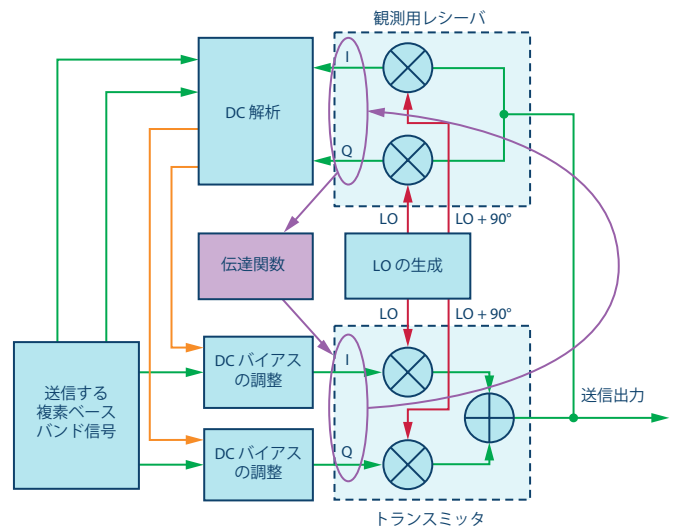 観測用レシーバ
I
DC 解析
Q
LO
LO + 90°
伝達関数
LO の生成
LO
LO + 90°
I
DC バイアス
の調整
送信する
複素ベース
バンド信号
送信出力
Q
DC バイアス
の調整
トランスミッタ